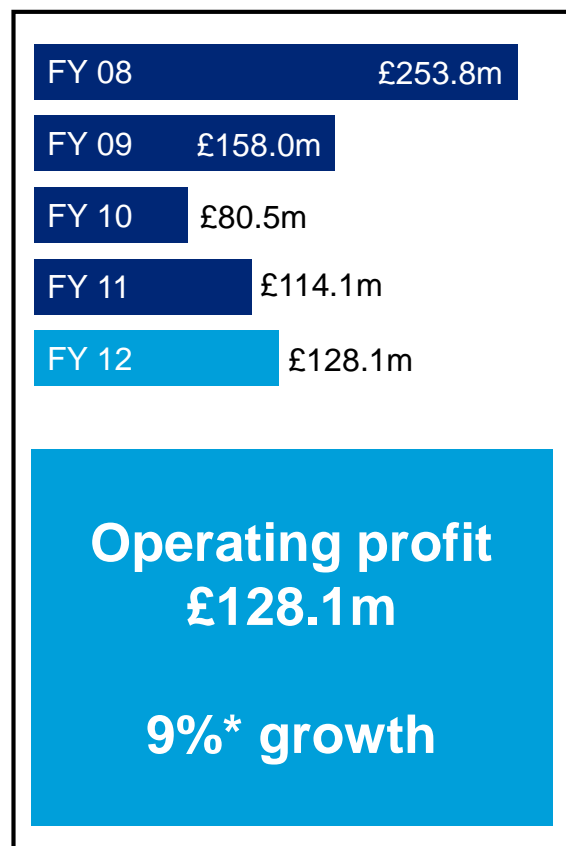 FY 08 £253.8m
FY 09 £158.0m
FY 10 £80.5m
FY 11 £114.1m
FY 12 £128.1m
Operating profit
£128.1m
9%* growth